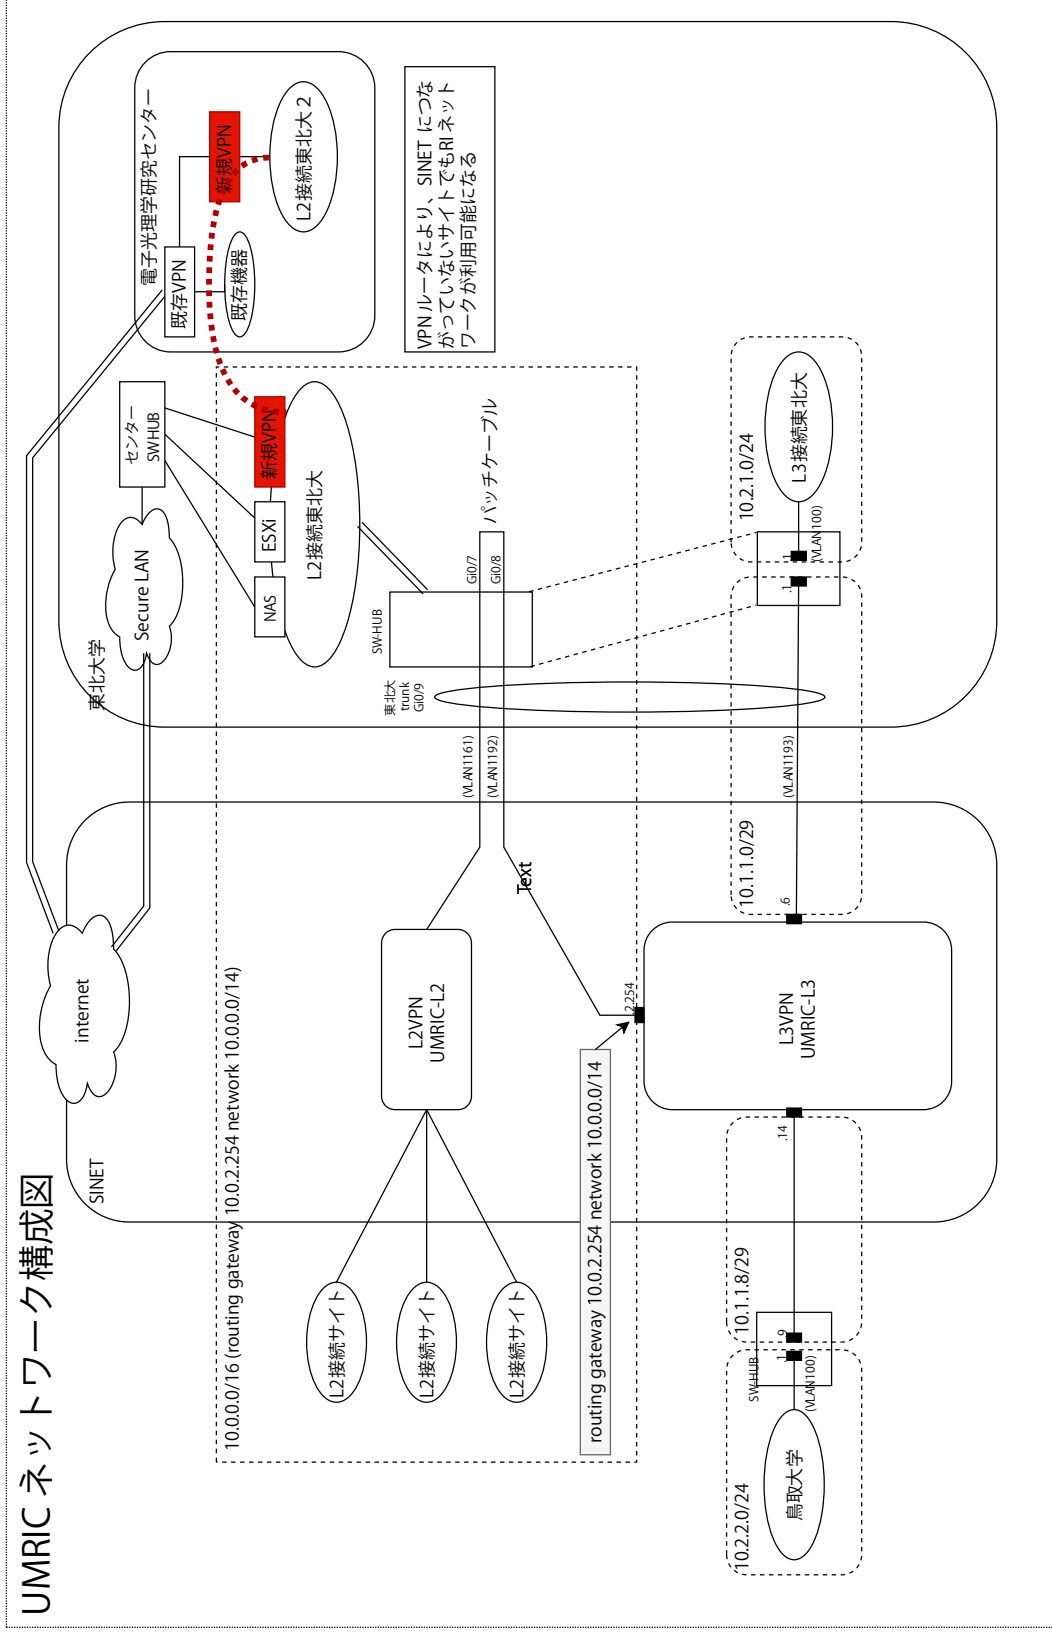 UMRIC ネットワーク構成図
SINET
internet
東北大学
Secure LAN
センター
SWHUB
電子光理学研究センター
既存VPN
新規VPN
既存機器
L2接続東北大 2
VPNルータにより、SINET につな
がっていないサイトでもRI ネット
ワークが利用可能になる
10.0.0.0/16 (routing gateway 10.0.2.254 network 10.0.0.0/14)
NAS
ESXi
新規VPN
L2接続東北大
L2接続サイト
L2接続サイト
L2接続サイト
L2VPN
UMRIC-L2
(VLAN1161)
(VLAN1192)
Text
東北大
trunk
Gi0/9
SW-HUB
Gi0/7
Gi0/8
パッチケーブル
routing gateway 10.0.2.254 network 10.0.0.0/14
.2.254
L3VPN
UMRIC-L3
10.2.2.0/24
鳥取大学
SW-HUB
(VLAN100)
.1
.9
10.1.1.8/29
.14
.6
10.1.1.0/29
(VLAN1193)
.1
.1
(VLAN100)
10.2.1.0/24
L3接続東北大